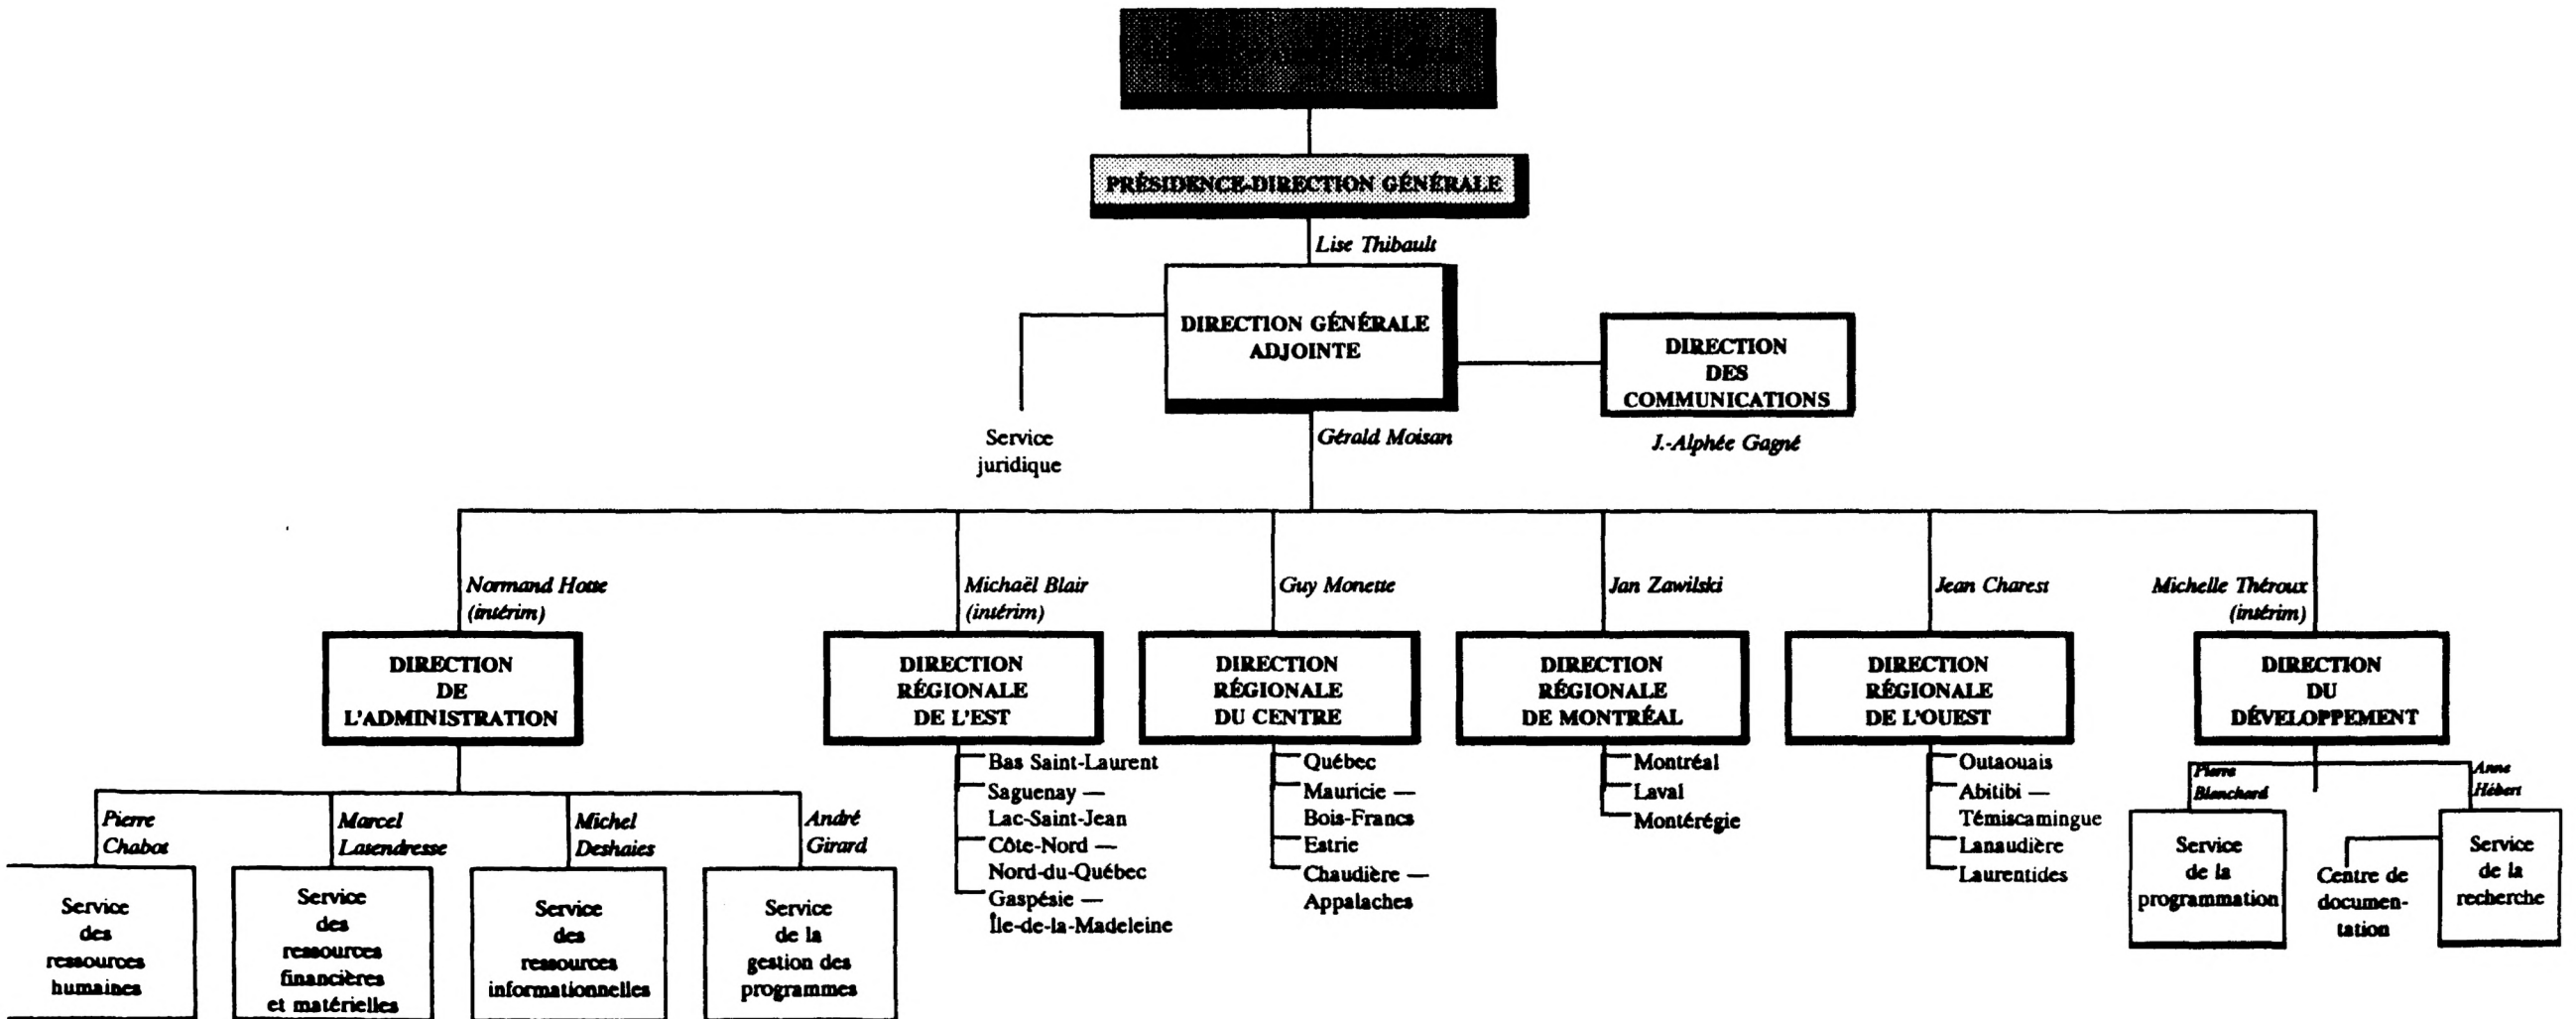 PRÉSIDENCE-DIRECTION GÉNÉRALE
Lise Thibault
DIRECTION GÉNÉRALE
ADJOINTE
DIRECTION
DES
COMMUNICATIONS
J.-Alphée Gagné
Service
juridique
Gérald Moisan
Normand Hotte
(intérim)
DIRECTION
DE
L'ADMINISTRATION
Michaël Blair
(intérim)
DIRECTION
RÉGIONALE
DE L'EST
Guy Monette
DIRECTION
RÉGIONALE
DU CENTRE
Jan Zawilski
DIRECTION
RÉGIONALE
DE MONTRÉAL
Jean Charest
DIRECTION
RÉGIONALE
DE L'OUEST
Michelle Théroux
(intérim)
DIRECTION
DU
DÉVELOPPEMENT
Pierre
Chabot
Service
des
ressources
humaines
Marcel
Lasendresse
Service
des
ressources
financières
et matérielles
Michel
Deshaies
Service
des
ressources
informationnelles
André
Girard
Service
de la
gestion des
programmes
Bas Saint-Laurent
Saguenay —
Lac-Saint-Jean
Côte-Nord —
Nord-du-Québec
Gaspésie —
Île-de-la-Madeleine
Québec
Mauricie —
Bois-Francs
Estrie
Chaudière —
Appalaches
Montréal
Laval
Montérégie
Outaouais
Abitibi —
Témiscamingue
Lanaudière
Laurentides
Pierre
Blanchard
Service
de la
programmation
Centre de
documen-
tation
Anne
Hébert
Service
de la
recherche